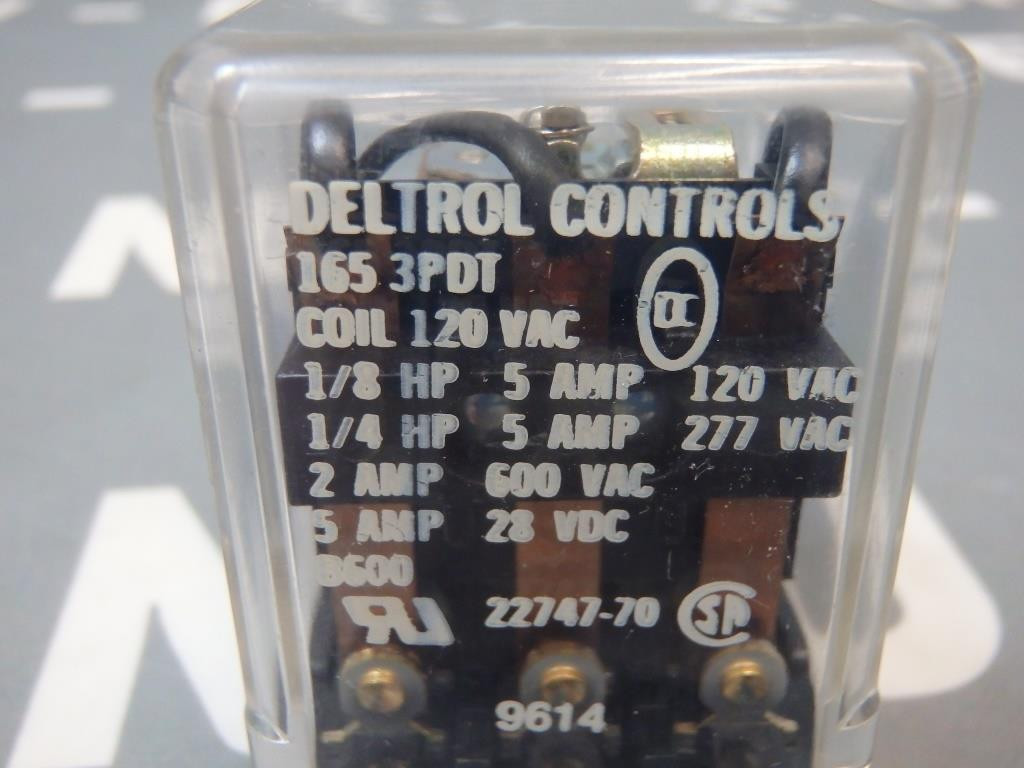 DELTROL CONTROLS
165 3PDT
COIL 120 VAC
1/8 HP 5 AMP 120 VAC
1/4 HP 5 AMP 277 VAC
2 AMP 600 VAC
5 AMP 28 VDC
B600
22747-70
9614